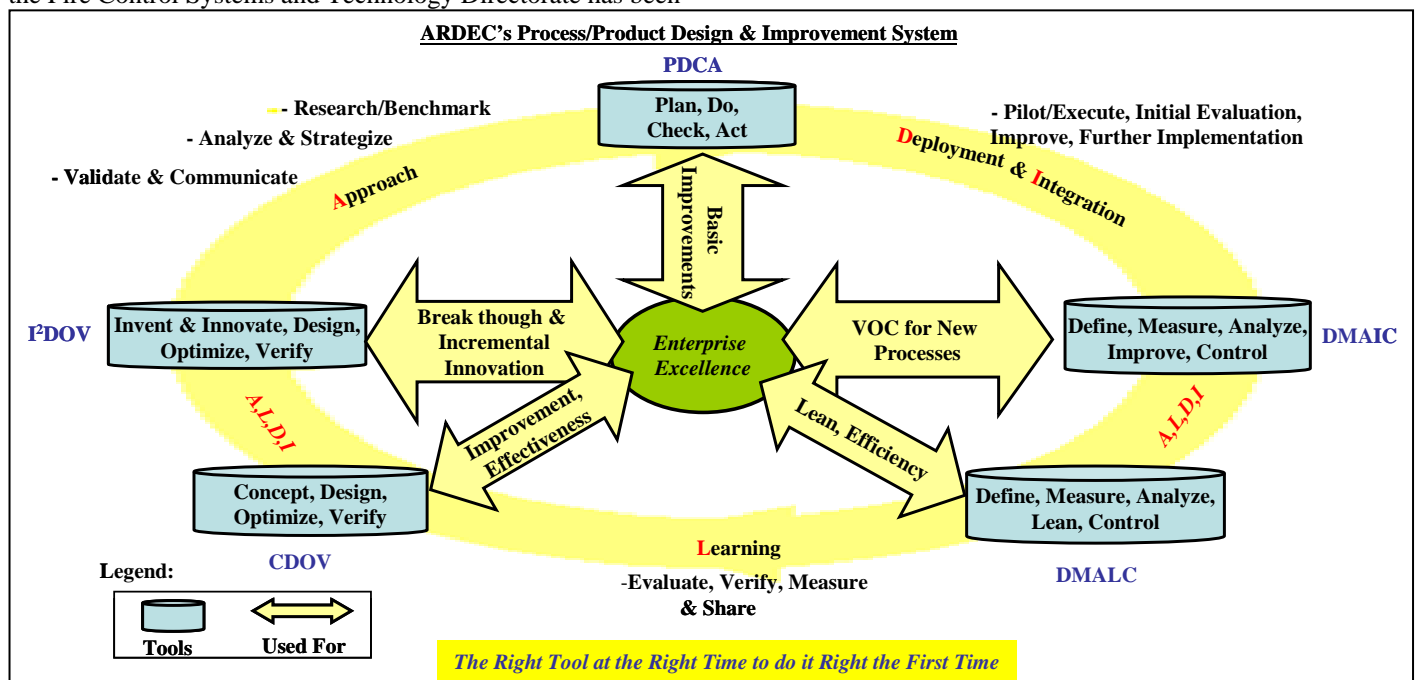 the Fire Control Systems and Technology Directorate has been
ARDEC's Process/Product Design & Improvement System
PDCA
Plan, Do,
Check, Act
- Research/Benchmark
- Analyze & Strategize
- Validate & Communicate
Approach
- Pilot/Execute, Initial Evaluation,
Improve, Further Implementation
Deployment & Integration
Basic
Improvements
I²DOV
Invent & Innovate, Design,
Optimize, Verify
Break though &
Incremental
Innovation
Enterprise
Excellence
VOC for New
Processes
Define, Measure, Analyze,
Improve, Control
DMAIC
A,L,D,I
Improvement,
Effectiveness
Lean, Efficiency
A,L,D,I
Concept, Design,
Optimize, Verify
CDOV
Define, Measure, Analyze,
Lean, Control
DMALC
Learning
-Evaluate, Verify, Measure
& Share
Legend:
Tools
Used For
The Right Tool at the Right Time to do it Right the First Time